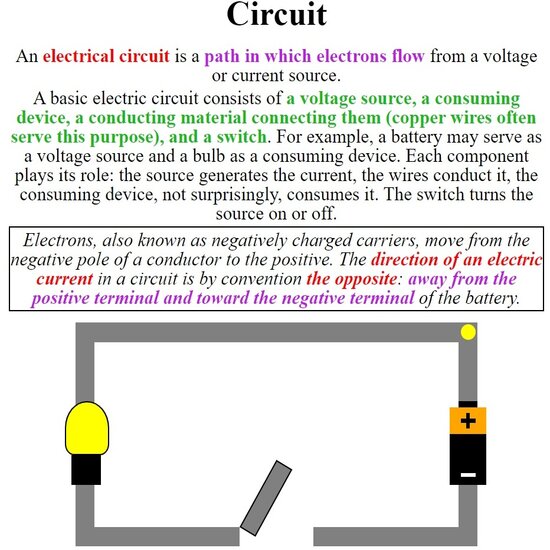 Circuit
An electrical circuit is a path in which electrons flow from a voltage
or current source.
A basic electric circuit consists of a voltage source, a consuming
device, a conducting material connecting them (copper wires often
serve this purpose), and a switch. For example, a battery may serve as
a voltage source and a bulb as a consuming device. Each component
plays its role: the source generates the current, the wires conduct it, the
consuming device, not surprisingly, consumes it. The switch turns the
source on or off.
Electrons, also known as negatively charged carriers, move from the
negative pole of a conductor to the positive. The direction of an electric
current in a circuit is by convention the opposite: away from the
positive terminal and toward the negative terminal of the battery.
+
−